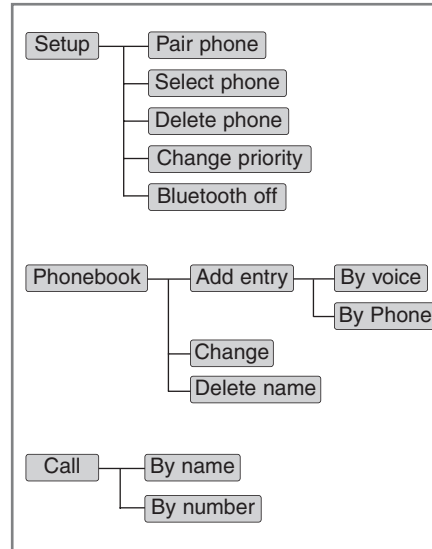 Setup Pair phone
Select phone
Delete phone
Change priority
Bluetooth off
Phonebook Add entry By voice
By Phone
Change
Delete name
Call By name
By number